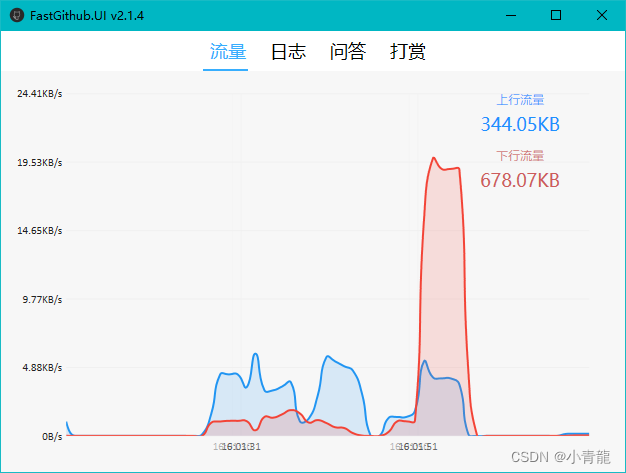 FastGithub.UI v2.1.4
流量 日志 问答 打赏
24.41KB/s
上行流量
344.05KB
19.53KB/s
下行流量
678.07KB
14.65KB/s
9.77KB/s
4.88KB/s
0B/s
16:01:31 16:01:51
CSDN @小青龍